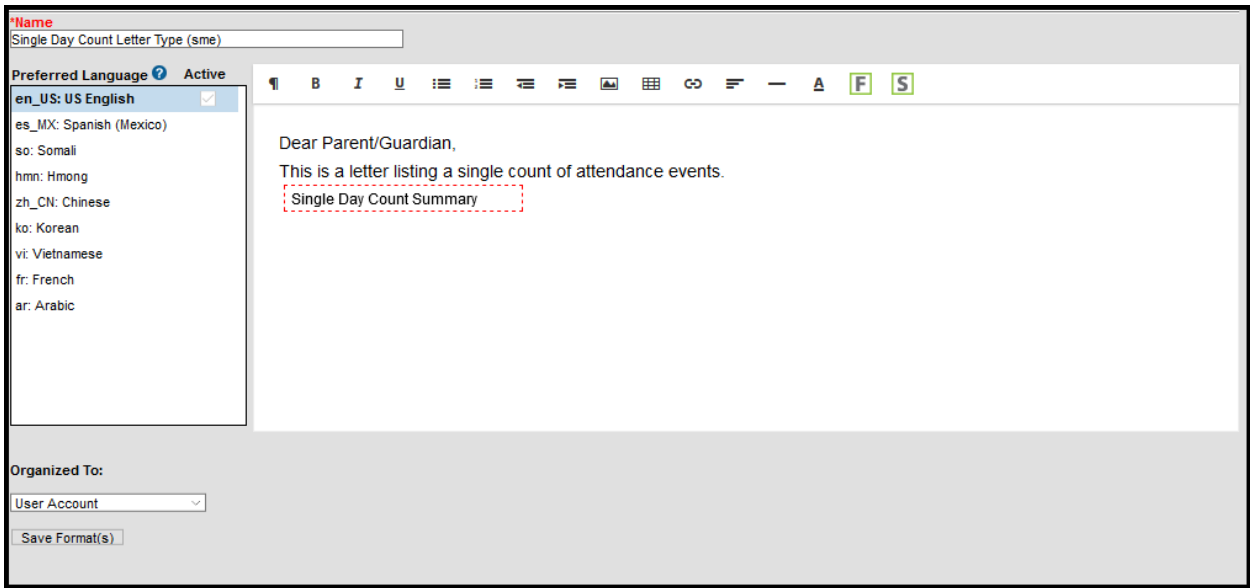 *Name
Single Day Count Letter Type (sme)
Preferred Language ? Active
en_US: US English
es_MX: Spanish (Mexico)
so: Somali
hmn: Hmong
zh_CN: Chinese
ko: Korean
vi: Vietnamese
fr: French
ar: Arabic
¶ B I U A F S
Dear Parent/Guardian,
This is a letter listing a single count of attendance events.
Single Day Count Summary
Organized To:
User Account
Save Format(s)